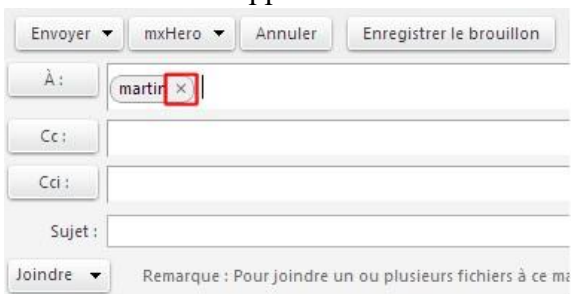 Envoyer mxHero Annuler Enregistrer le brouillon
À :
martin
Cc :
Cci :
Sujet :
Joindre Remarque : Pour joindre un ou plusieurs fichiers à ce